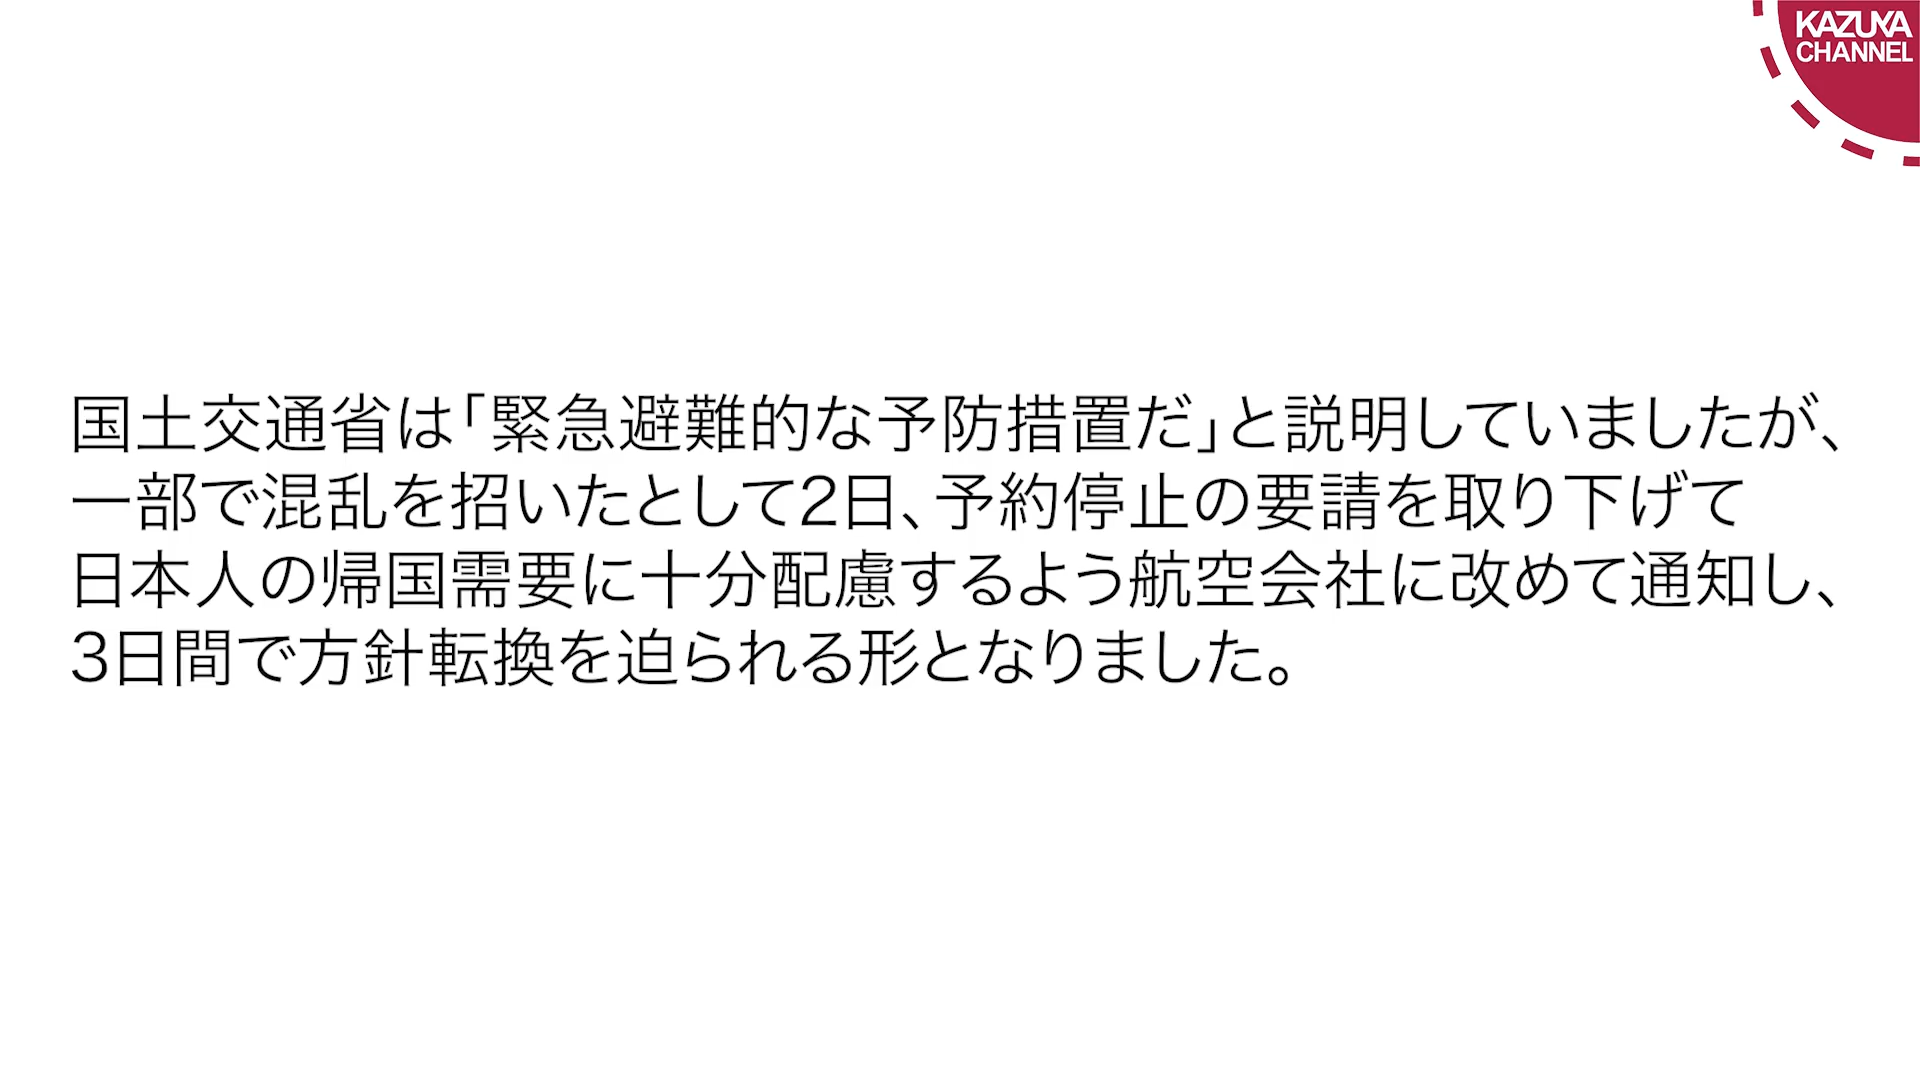 KAZUYA
CHANNEL
国土交通省は「緊急避難的な予防措置だ」と説明していましたが、
一部で混乱を招いたとして2日、予約停止の要請を取り下げて
日本人の帰国需要に十分配慮するよう航空会社に改めて通知し、
3日間で方針転換を迫られる形となりました。